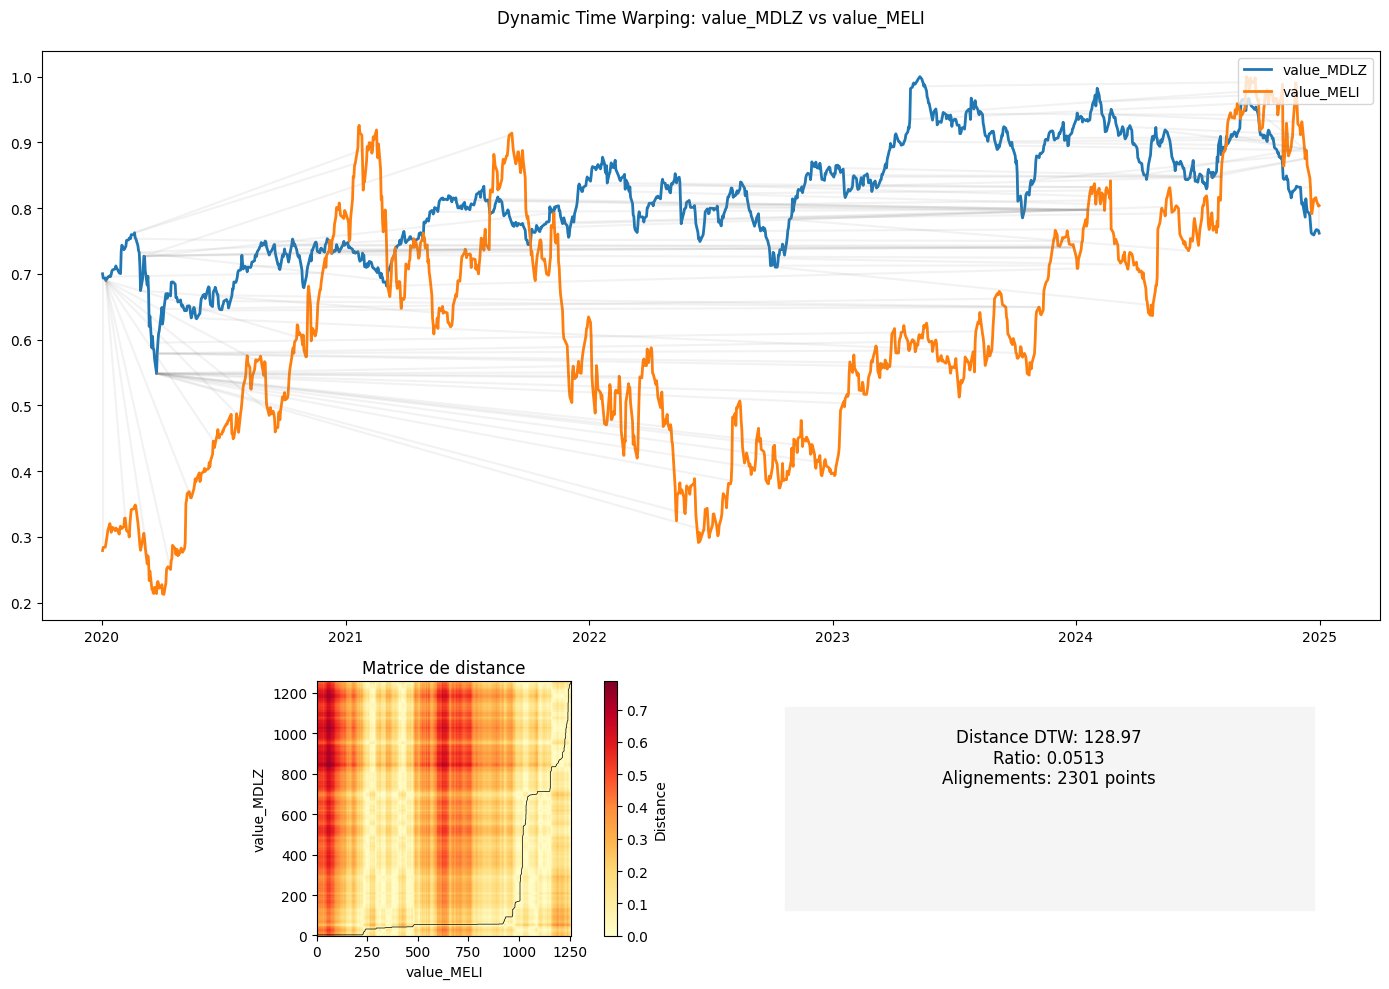 Dynamic Time Warping: value_MDLZ vs value_MELI
value_MDLZ
value_MELI
1.0
0.9
0.8
0.7
0.6
0.5
0.4
0.3
0.2
2020 2021 2022 2023 2024 2025
Matrice de distance
value_MDLZ
1200
1000
800
600
400
200
0
0 250 500 750 1000 1250
value_MELI
0.7
0.6
0.5
0.4
0.3
0.2
0.1
0.0
Distance
Distance DTW: 128.97
Ratio: 0.0513
Alignements: 2301 points